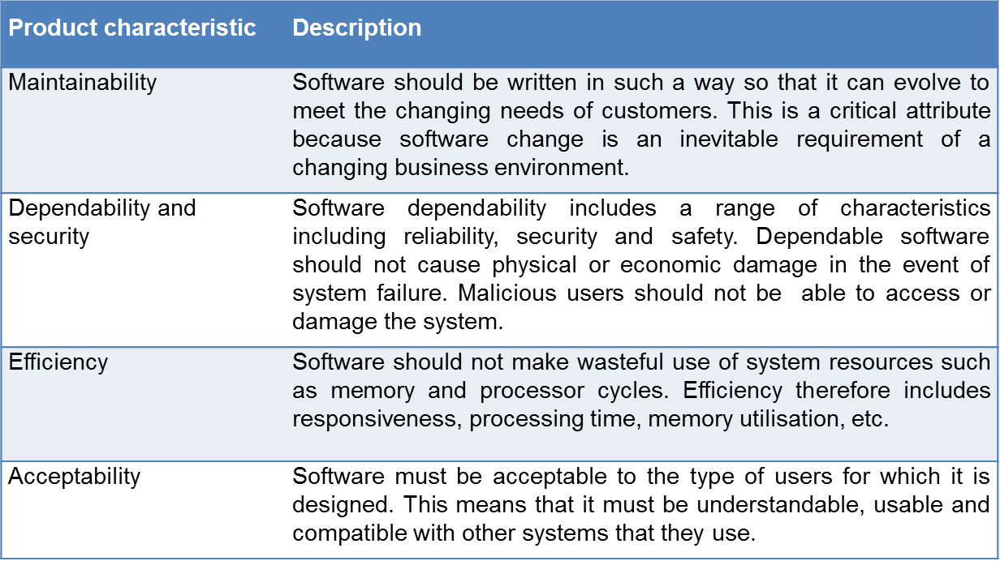 Product characteristic Description
Maintainability Software should be written in such a way so that it can evolve to
meet the changing needs of customers. This is a critical attribute
because software change is an inevitable requirement of a
changing business environment.
Dependability and Software dependability includes a range of characteristics
security including reliability, security and safety. Dependable software
should not cause physical or economic damage in the event of
system failure. Malicious users should not be able to access or
damage the system.
Efficiency Software should not make wasteful use of system resources such
as memory and processor cycles. Efficiency therefore includes
responsiveness, processing time, memory utilisation, etc.
Acceptability Software must be acceptable to the type of users for which it is
designed. This means that it must be understandable, usable and
compatible with other systems that they use.